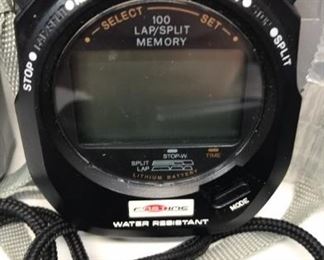 SELECT SET
100
LAP/SPLIT
MEMORY
STOP
SPLIT
STOP-W TIME
SPLIT
LAP
LITHIUM BATTERY
MODE
WATER RESISTANT